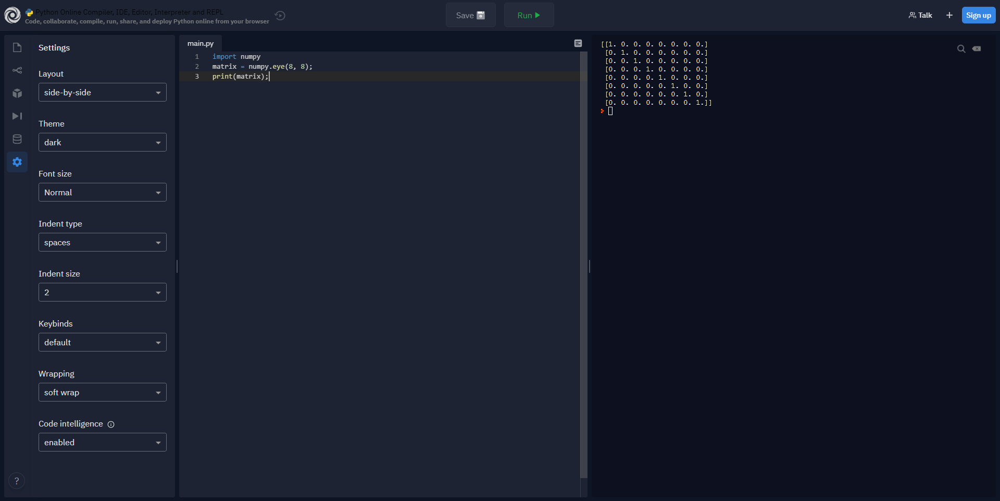 Python Online Compiler, IDE, Editor, Interpreter and REPL
Code, collaborate, compile, run, share, and deploy Python online from your browser
Save
Run
Talk
+
Sign up
Settings
Layout
side-by-side
Theme
dark
Font size
Normal
Indent type
spaces
Indent size
2
Keybinds
default
Wrapping
soft wrap
Code intelligence
enabled
?
main.py
1 import numpy
2 matrix = numpy.eye(8, 8);
3 print(matrix);
[[1. 0. 0. 0. 0. 0. 0. 0.]
[0. 1. 0. 0. 0. 0. 0. 0.]
[0. 0. 1. 0. 0. 0. 0. 0.]
[0. 0. 0. 1. 0. 0. 0. 0.]
[0. 0. 0. 0. 1. 0. 0. 0.]
[0. 0. 0. 0. 0. 1. 0. 0.]
[0. 0. 0. 0. 0. 0. 1. 0.]
[0. 0. 0. 0. 0. 0. 0. 1.]]